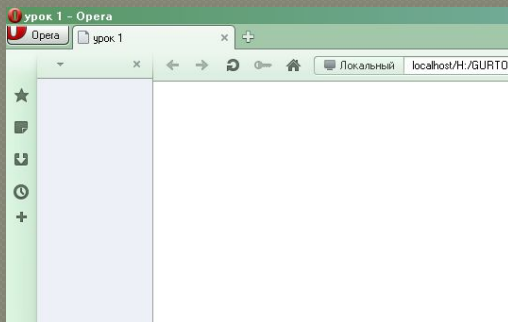 урок 1 - Opera
Opera
урок 1
Локальный
localhost/H:/GURTO